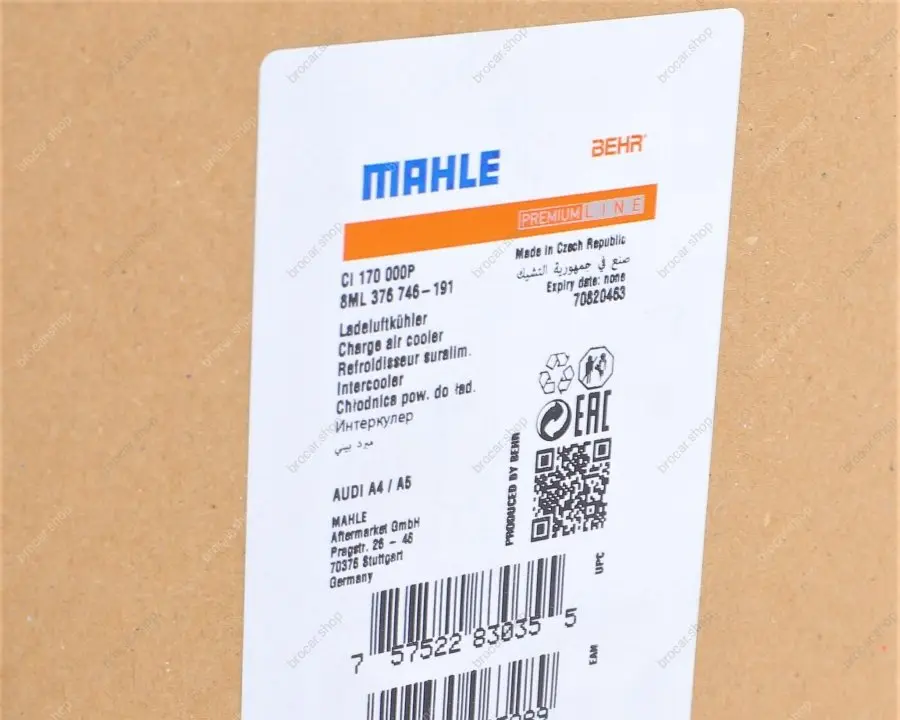 MAHLE
BEHR
PREMIUM LINE
CI 170 000P
8ML 376 746-191
Made in Czech Republic
صنع في جمهورية التشيك
Expiry date: none
70820463
Ladeluftkühler
Charge air cooler
Refroidisseur suralim.
Intercooler
Chłodnica pow. do ład.
Интеркулер
مبرد بيني
EAC
PRODUCED BY BEHR
AUDI A4 / A5
MAHLE
Aftermarket GmbH
Pragstr. 26 - 46
70376 Stuttgart
Germany
UPC
7 57522 83035 5
EAN
brocar.shop